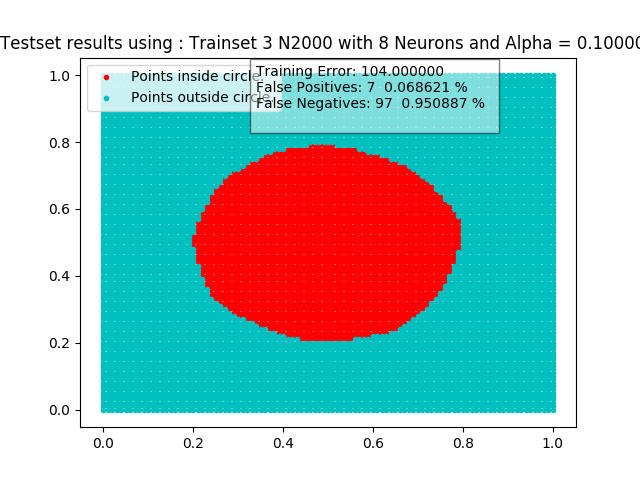 Testset results using : Trainset 3 N2000 with 8 Neurons and Alpha = 0.10000
Points inside circle
Points outside circle
Training Error: 104.000000
False Positives: 7 0.068621 %
False Negatives: 97 0.950887 %
1.0
0.8
0.6
0.4
0.2
0.0
0.0 0.2 0.4 0.6 0.8 1.0